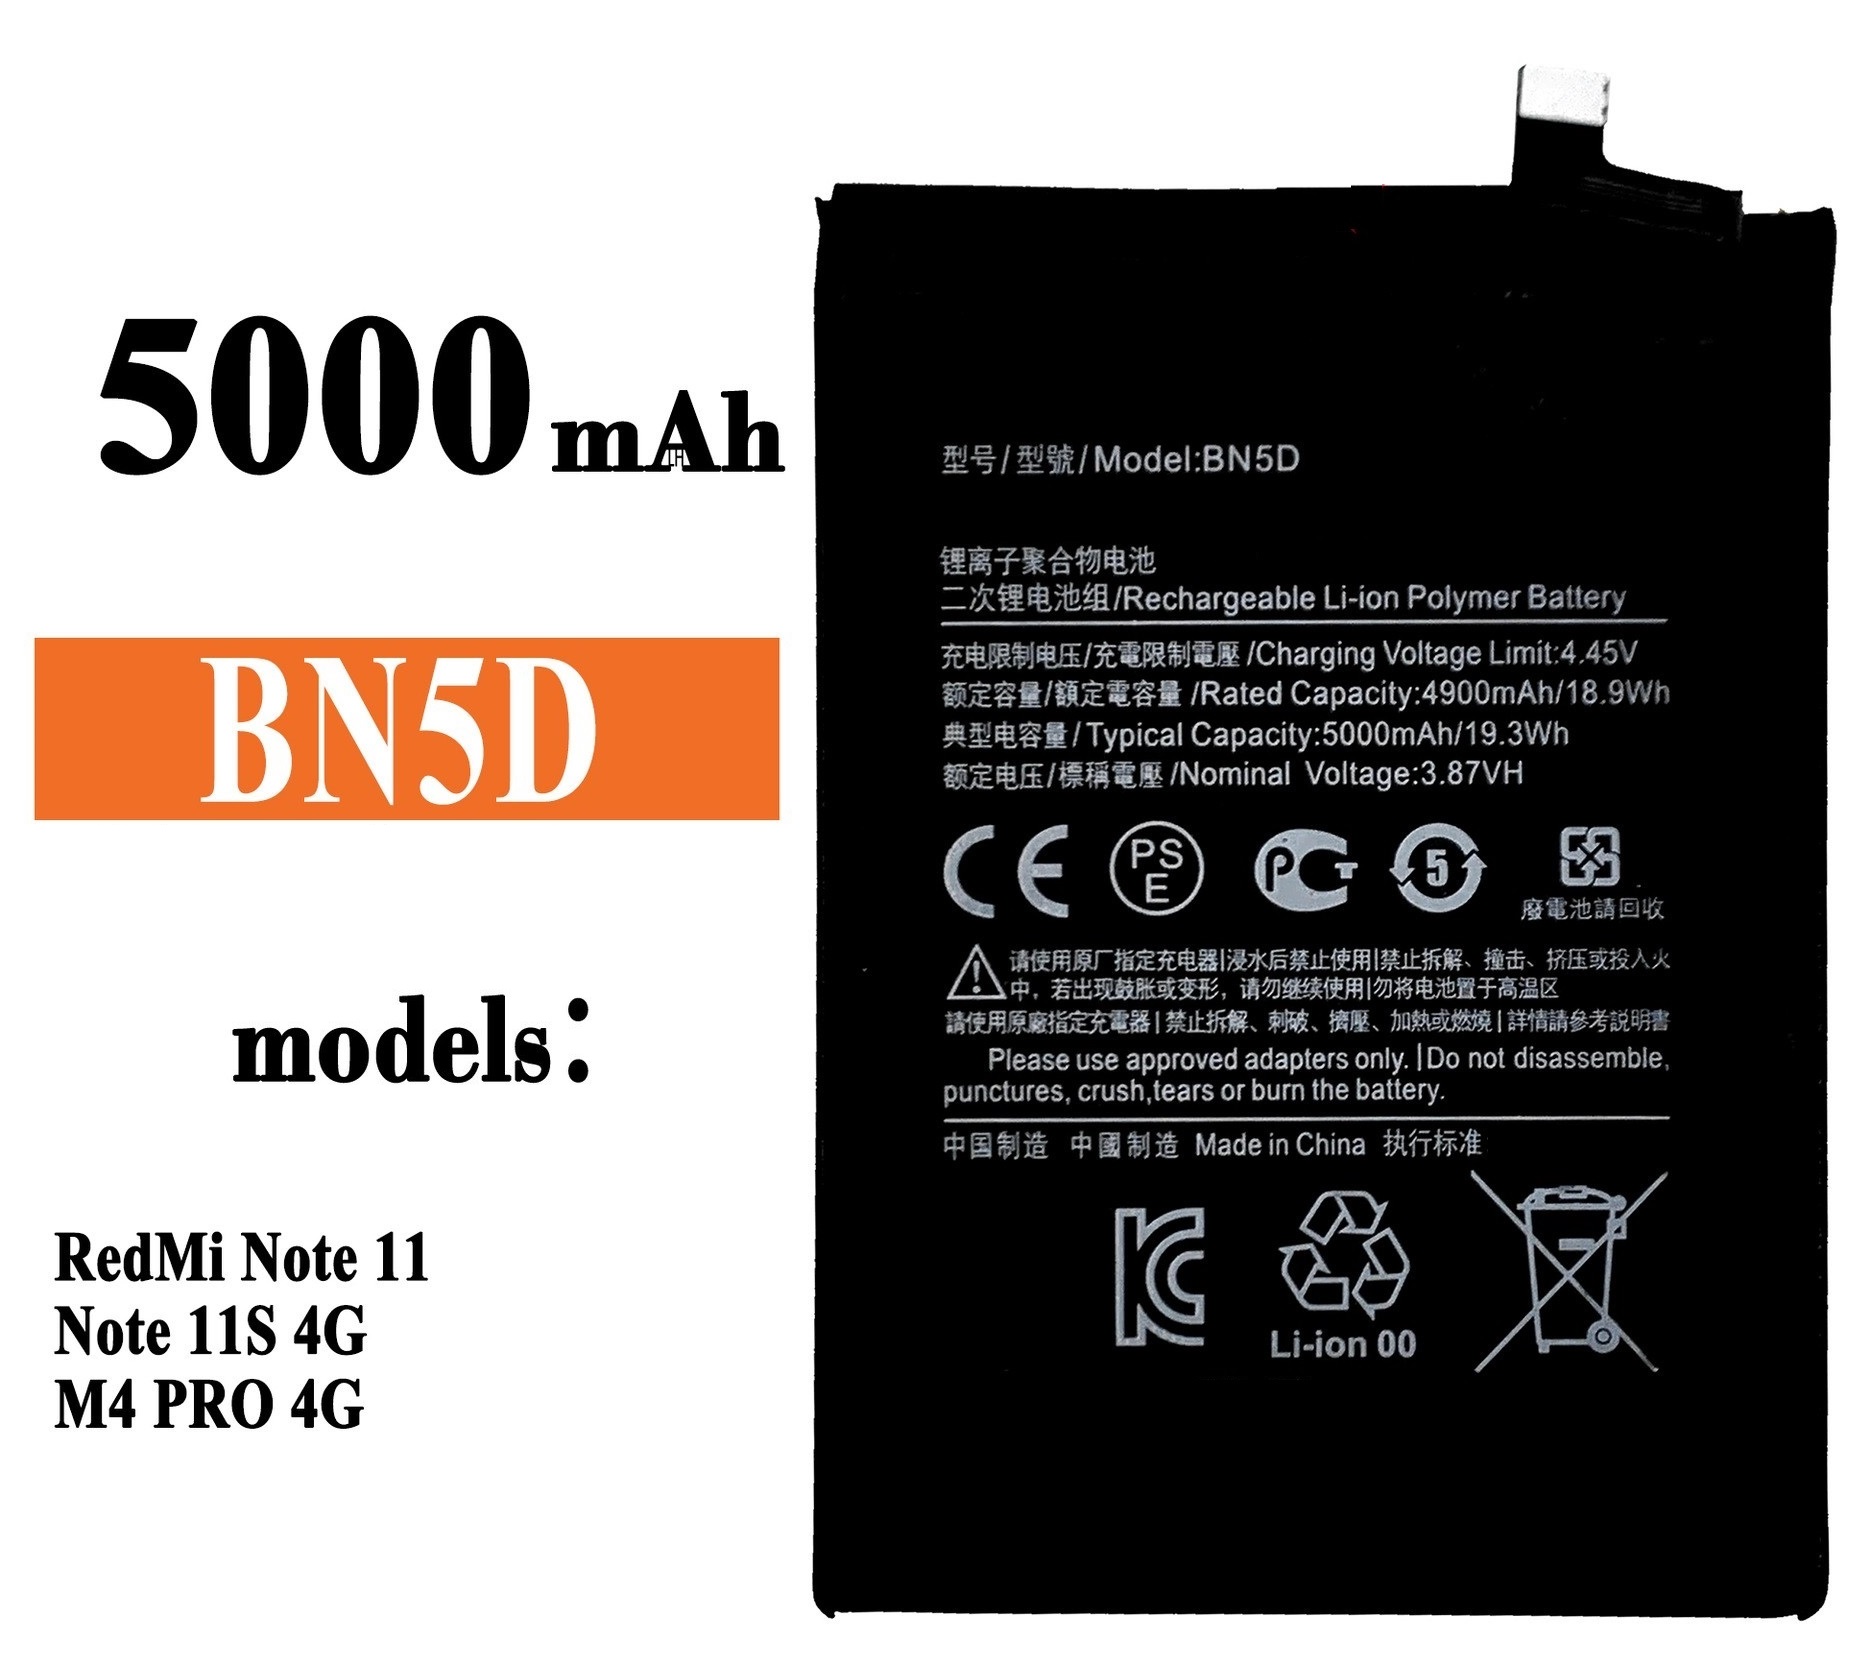 5000 mAh
BN5D
models：
RedMi Note 11
Note 11S 4G
M4 PRO 4G
型号/型號/Model:BN5D
锂离子聚合物电池
二次锂电池组/Rechargeable Li-ion Polymer Battery
充电限制电压/充電限制電壓/Charging Voltage Limit:4.45V
额定容量/額定電容量/Rated Capacity:4900mAh/18.9Wh
典型电容量/Typical Capacity:5000mAh/19.3Wh
额定电压/標稱電壓/Nominal Voltage:3.87VH
CE PSE PCT 5
廢電池請回收
请使用原厂指定充电器|浸水后禁止使用|禁止拆解、撞击、挤压或投入火
中，若出现鼓胀或变形，请勿继续使用|勿将电池置于高温区
請使用原廠指定充電器|禁止拆解、刺破、擠壓、加熱或燃燒|詳情請參考説明書
Please use approved adapters only.|Do not disassemble,
punctures, crush,tears or burn the battery.
中国制造 中國制造 Made in China 执行标准
KC
Li-ion 00